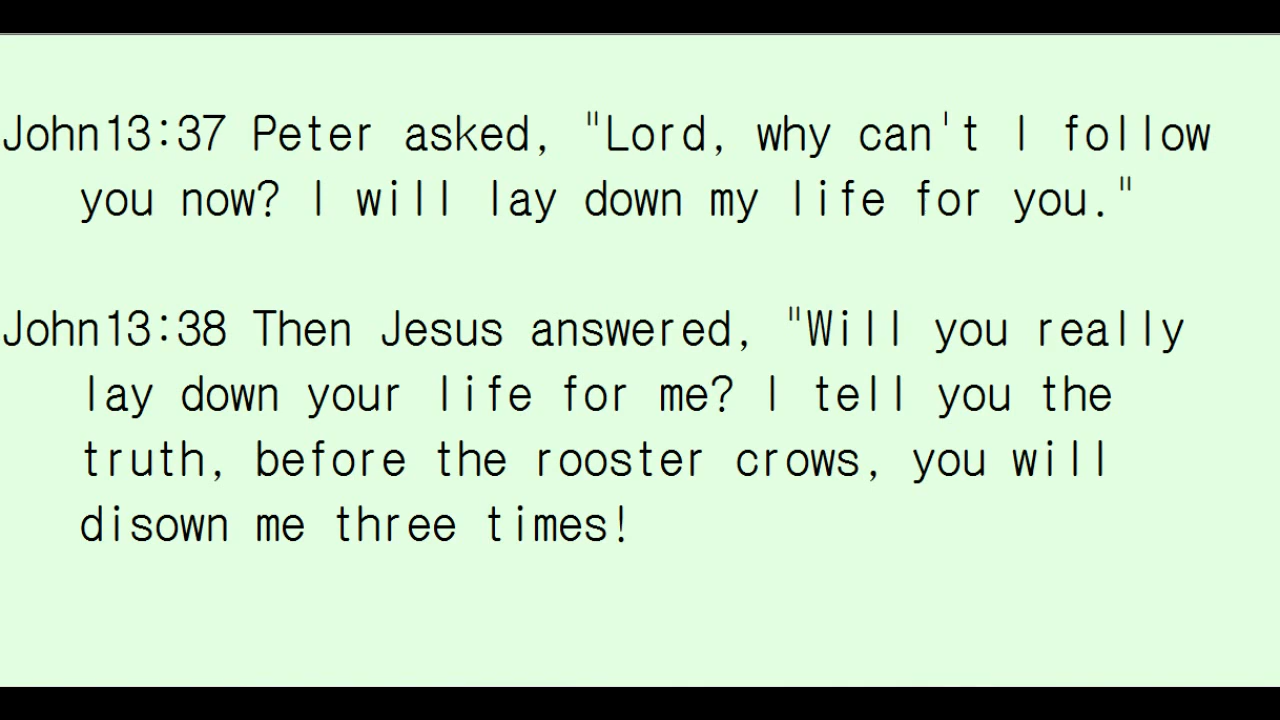 John13:37 Peter asked, "Lord, why can't I follow
you now? I will lay down my life for you."
John13:38 Then Jesus answered, "Will you really
lay down your life for me? I tell you the
truth, before the rooster crows, you will
disown me three times!